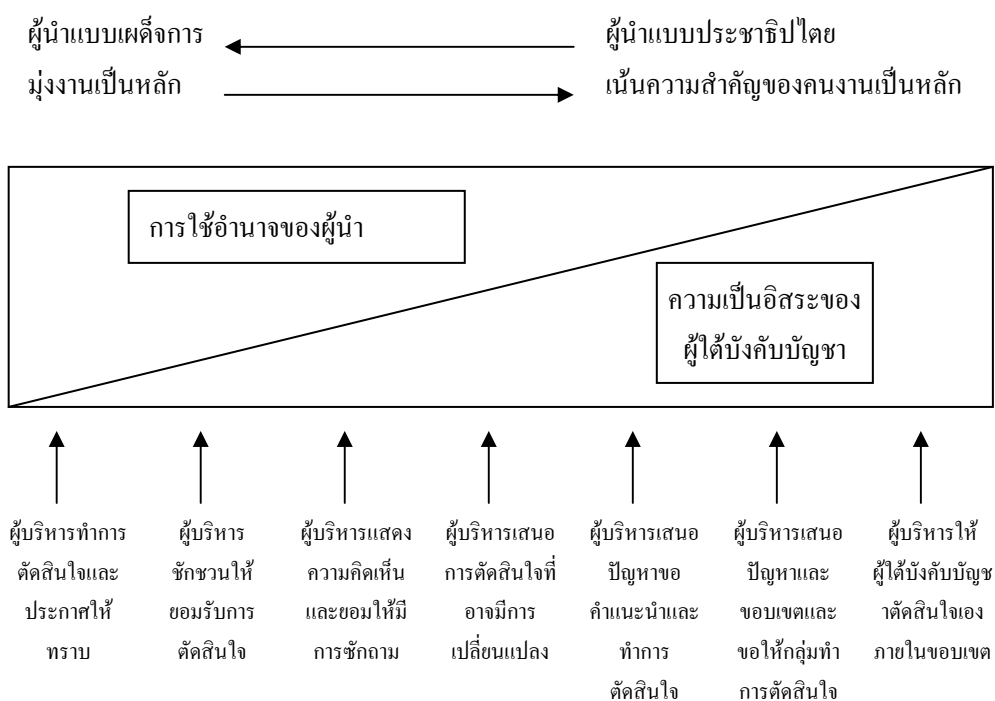 ผู้นำแบบเผด็จการ
มุ่งงานเป็นหลัก
ผู้นำแบบประชาธิปไตย
เน้นความสำคัญของคนงานเป็นหลัก
การใช้อำนาจของผู้นำ
ความเป็นอิสระของ
ผู้ใต้บังคับบัญชา
ผู้บริหารทำการ
ตัดสินใจและ
ประกาศให้
ทราบ
ผู้บริหาร
ชักชวนให้
ยอมรับการ
ตัดสินใจ
ผู้บริหารแสดง
ความคิดเห็น
และยอมให้มี
การซักถาม
ผู้บริหารเสนอ
การตัดสินใจที่
อาจมีการ
เปลี่ยนแปลง
ผู้บริหารเสนอ
ปัญหาขอ
คำแนะนำและ
ทำการ
ตัดสินใจ
ผู้บริหารเสนอ
ปัญหาและ
ขอบเขตและ
ขอให้กลุ่มทำ
การตัดสินใจ
ผู้บริหารให้
ผู้ใต้บังคับบัญช
าตัดสินใจเอง
ภายในขอบเขต